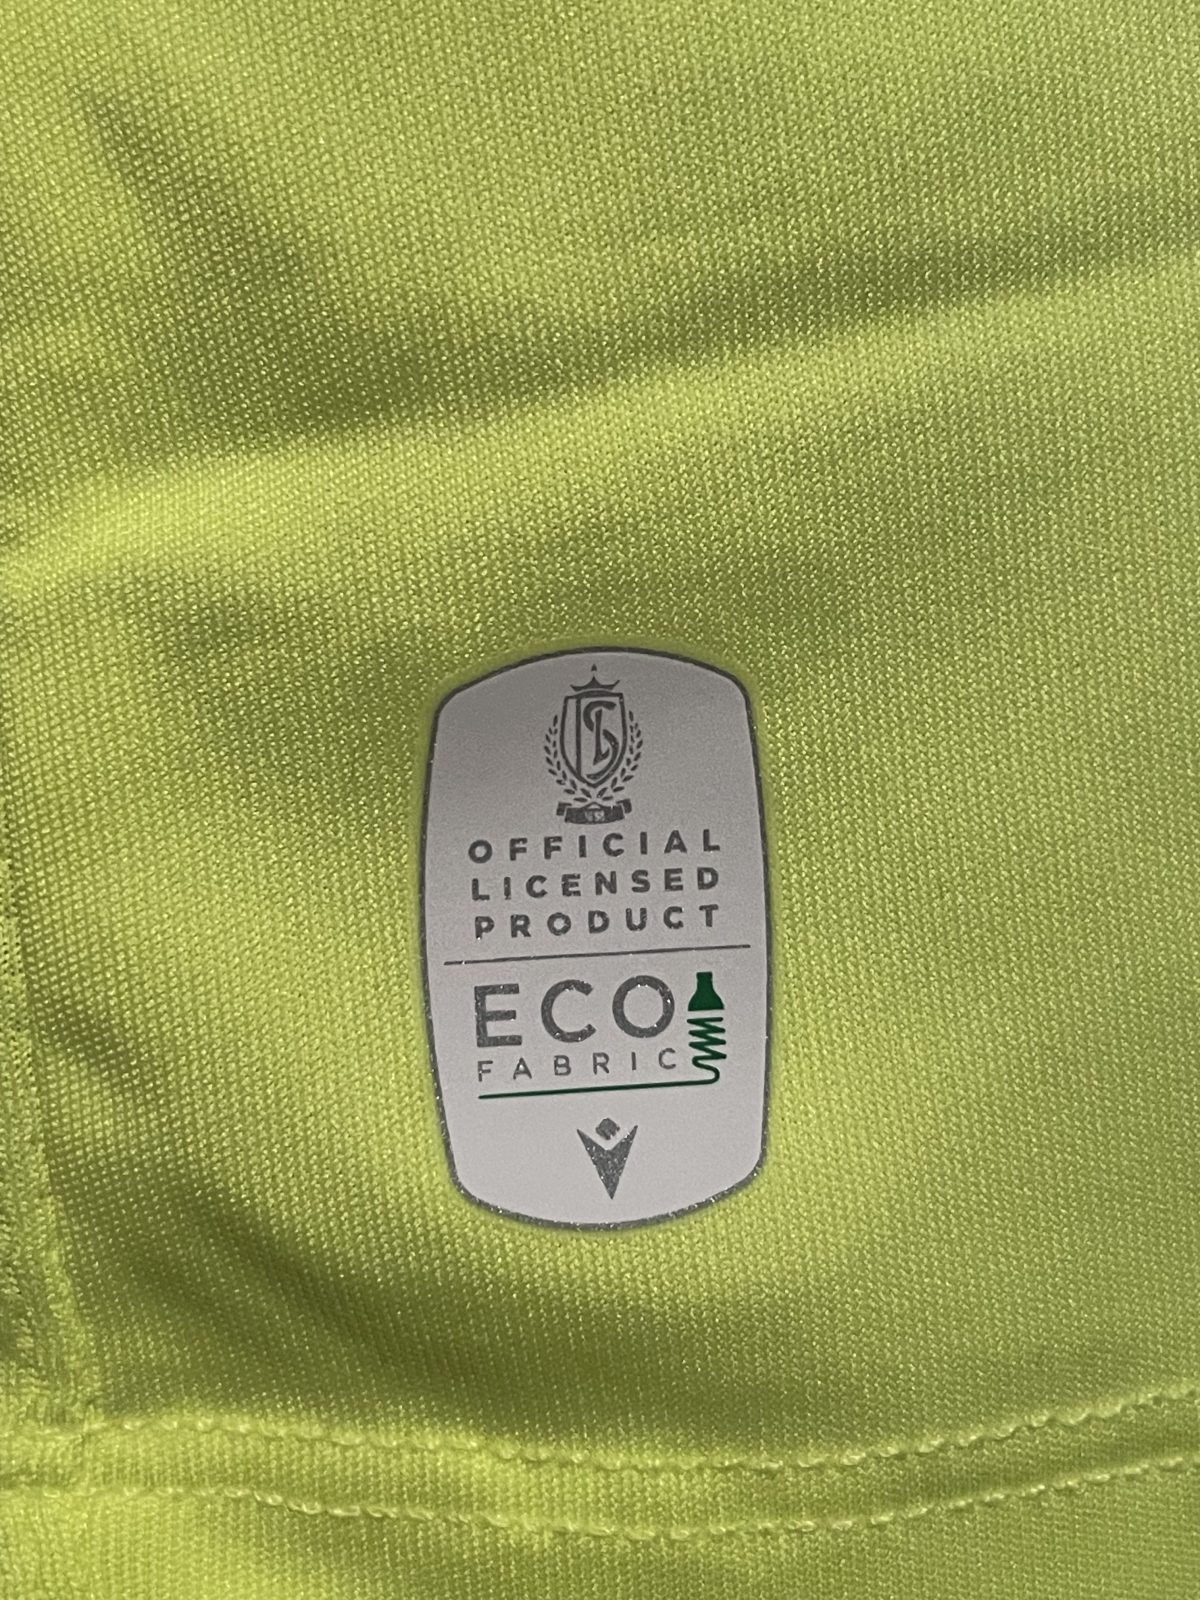 OFFICIAL
LICENSED
PRODUCT
ECO
FABRIC